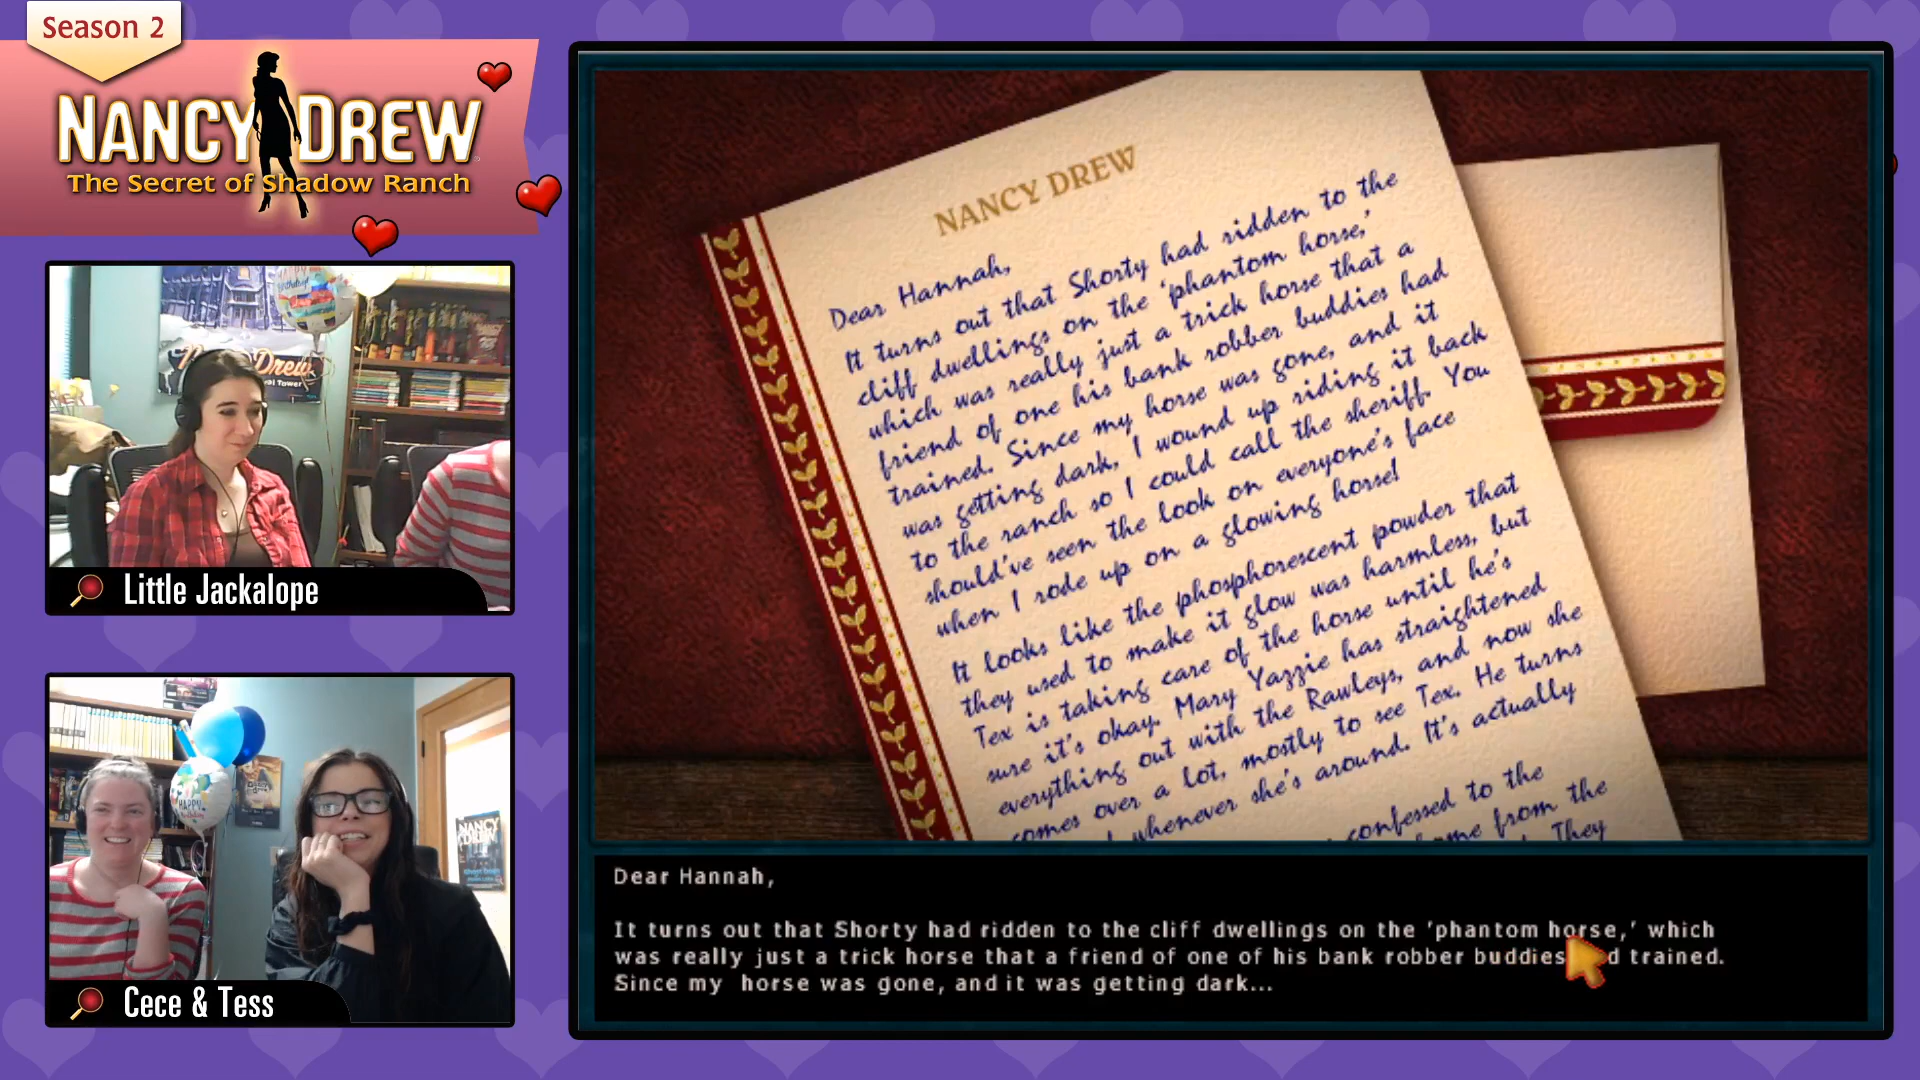 Season 2
NANCY DREW
The Secret of Shadow Ranch
Little Jackalope
Cece & Tess
NANCY DREW
NANCY DREW
Dear Hannah,
It turns out that Shorty had ridden to the
cliff dwellings on the 'phantom horse,'
which was really just a trick horse that a
friend of one his bank robber buddies had
trained. Since my horse was gone, and it
was getting dark, I wound up riding it back
to the ranch so I could call the sheriff. You
should've seen the look on everyone's face
when I rode up on a glowing horse!
It looks like the phosphorescent powder that
they used to make it glow was harmless, but
Tex is taking care of the horse until he's
sure it's okay. Mary Yazzie has straightened
everything out with the Rawleys, and now she
comes over a lot, mostly to see Tex. He turns
whenever she's around. It's actually
confessed to the
from the
They
Dear Hannah,
It turns out that Shorty had ridden to the cliff dwellings on the 'phantom horse,' which
was really just a trick horse that a friend of one of his bank robber buddies trained.
Since my horse was gone, and it was getting dark...